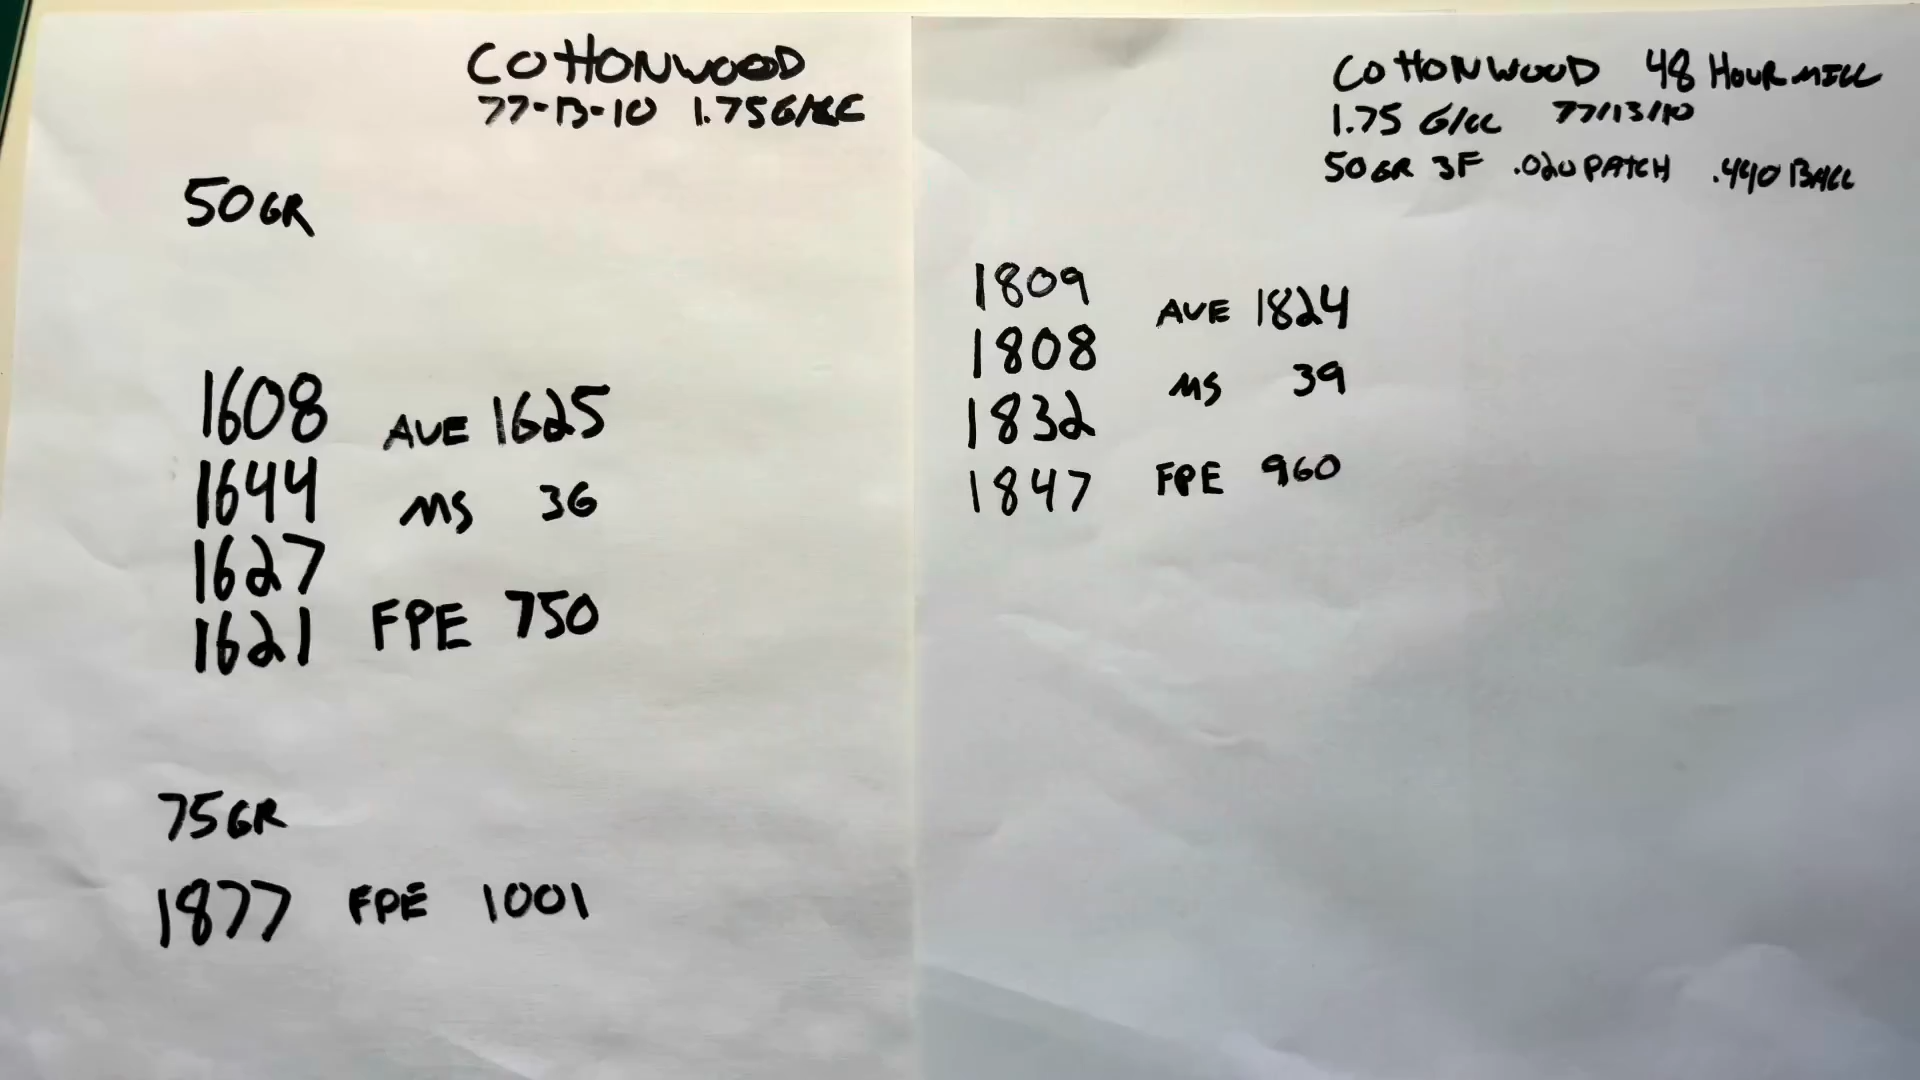 COTTONWOOD
77-13-10 1.75G/CC
50GR
1608
1644
1627
1621
AVE 1625
MS 36
FPE 750
75GR
1877 FPE 1001
COTTONWOOD 48 HOUR MILL
1.75 G/CC 77/13/10
50GR 3F .020 PATCH .440 BALL
1809
1808
1832
1847
AVE 1824
MS 39
FPE 960